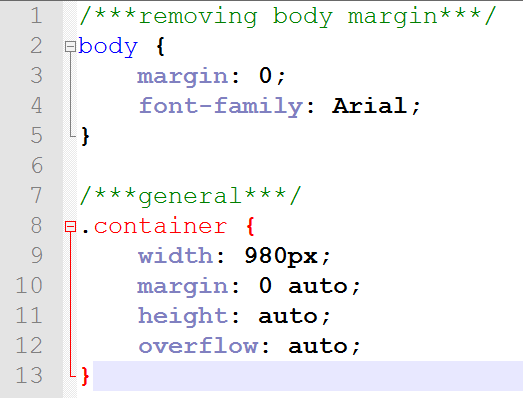 1 /***removing body margin***/
2 body {
3 margin: 0;
4 font-family: Arial;
5 }
6
7 /***general***/
8 .container {
9 width: 980px;
10 margin: 0 auto;
11 height: auto;
12 overflow: auto;
13 }